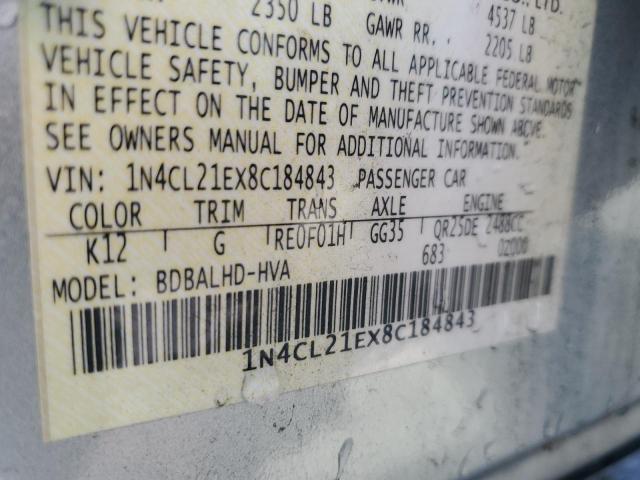 CO., LTD.
2350 LB GVWR 4537 LB
GAWR RR. 2205 LB
THIS VEHICLE CONFORMS TO ALL APPLICABLE FEDERAL MOTOR
VEHICLE SAFETY, BUMPER AND THEFT PREVENTION STANDARDS
IN EFFECT ON THE DATE OF MANUFACTURE SHOWN ABOVE.
SEE OWNERS MANUAL FOR ADDITIONAL INFORMATION.
VIN: 1N4CL21EX8C184843 PASSENGER CAR
COLOR TRIM TRANS AXLE ENGINE
K12 G RE0F01H GG35 QR25DE 2488CC
683 02000
MODEL: BDBALHD-HVA
1N4CL21EX8C184843